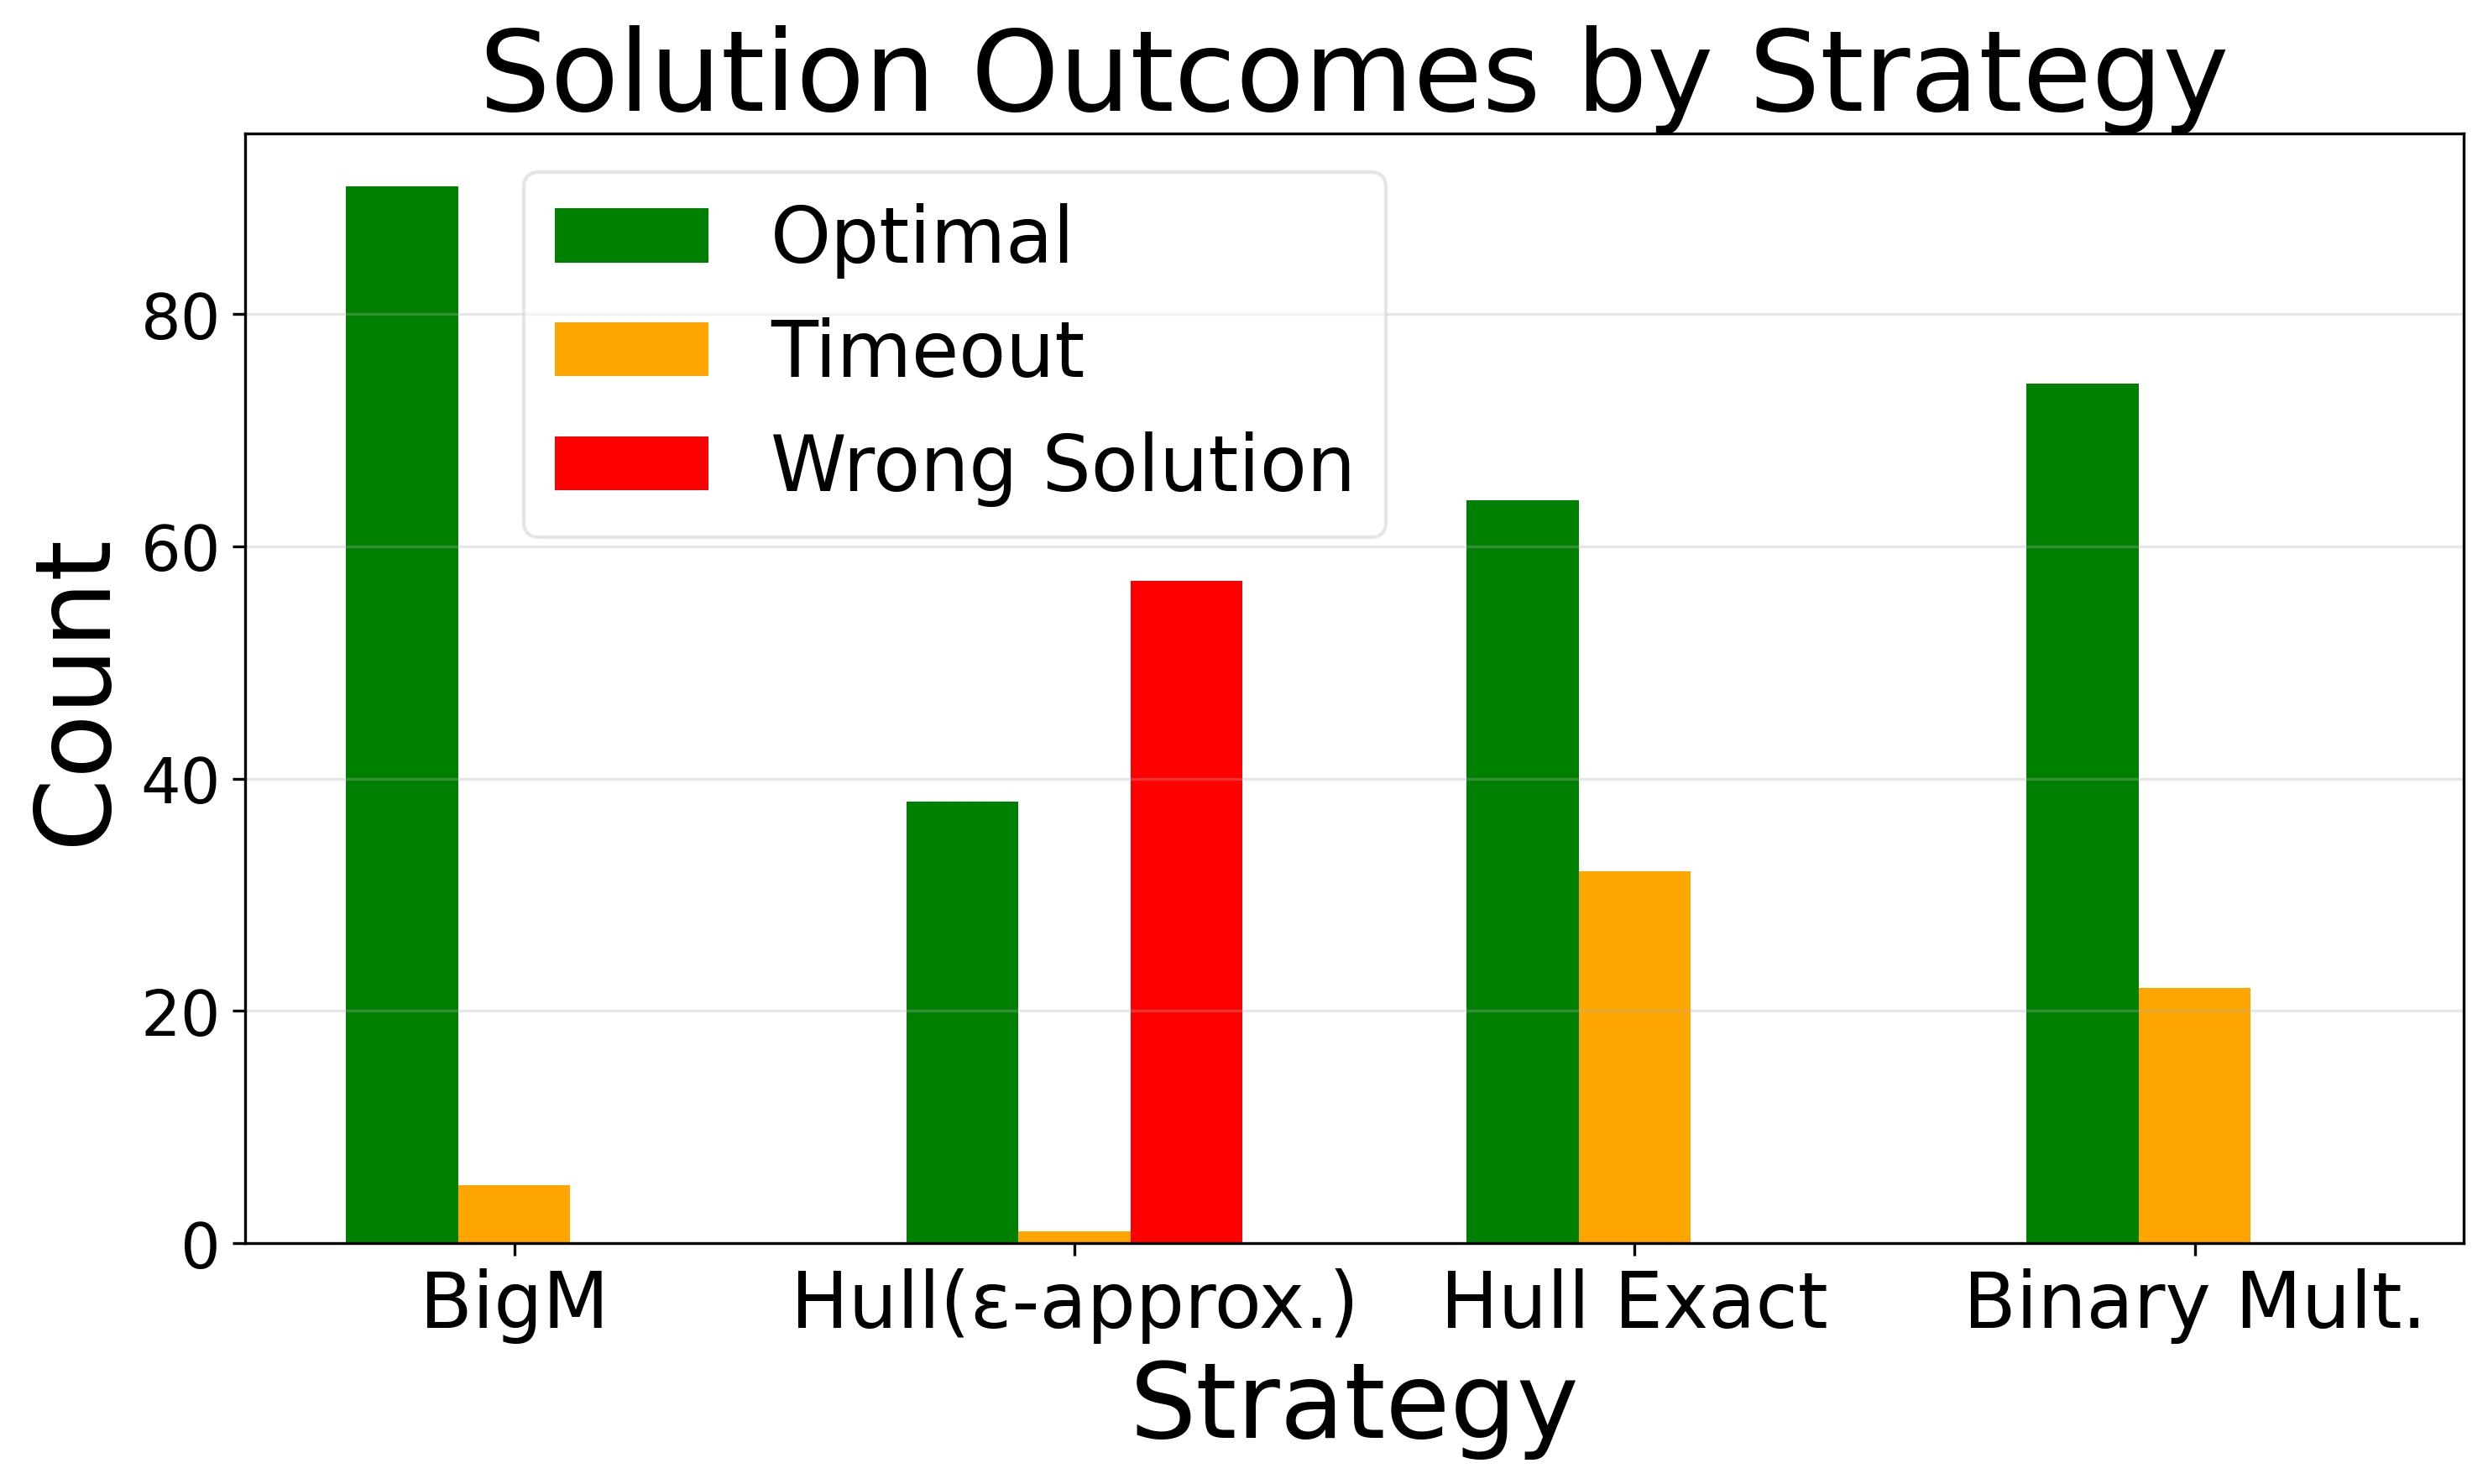 Solution Outcomes by Strategy
Optimal
Timeout
Wrong Solution
Count
80
60
40
20
0
BigM Hull(ε-approx.) Hull Exact Binary Mult.
Strategy